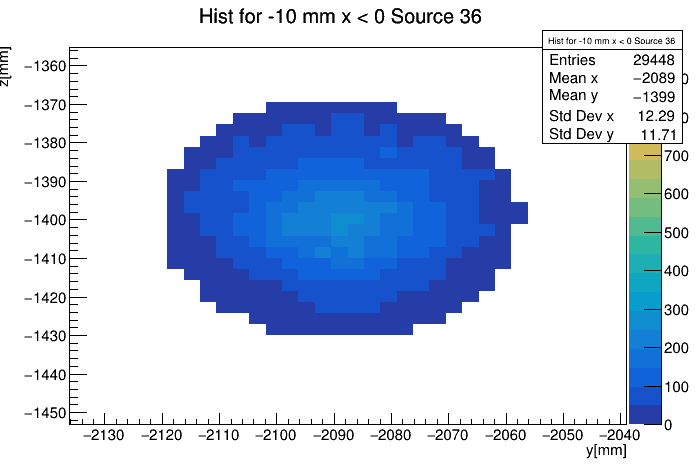 Hist for -10 mm x < 0 Source 36
z[mm]
Hist for -10 mm x < 0 Source 36
Entries 29448
Mean x −2089
Mean y −1399
Std Dev x 12.29
Std Dev y 11.71
−1360
−1370
−1380
−1390
−1400
−1410
−1420
−1430
−1440
−1450
700
600
500
400
300
200
100
0
−2130 −2120 −2110 −2100 −2090 −2080 −2070 −2060 −2050 −2040
y[mm]